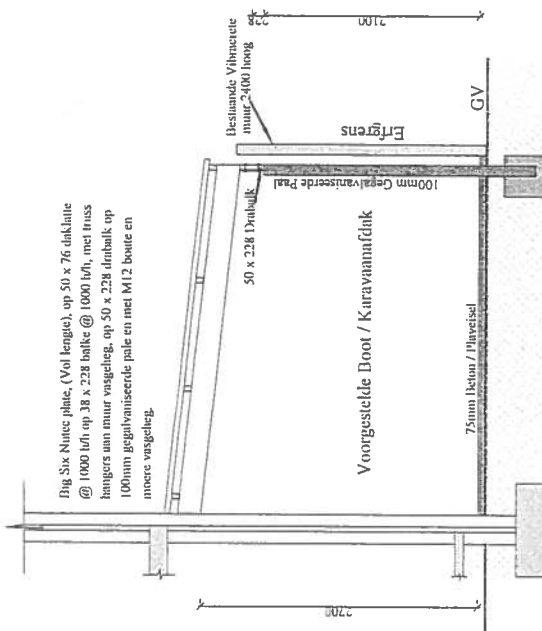 Big Six Nutec plate, (Vol lengte), op 50 x 76 daklatte
@ 1000 h/h op 38 x 228 balke @ 1000 h/h, met truss
hangers aan muur vasgeheg, op 50 x 228 drabalk op
100mm gegalvaniseerde pale en met M12 boute en
moere vasgeheg.
228
2100
Bestaande Vibracrete
muur 2400 hoog
Erfgrens
100mm Gegalvaniseerde Paal
50 x 228 Drabalk
GV
Voorgestelde Boot / Karavaanafdak
75mm Beton / Plaveisel
2700